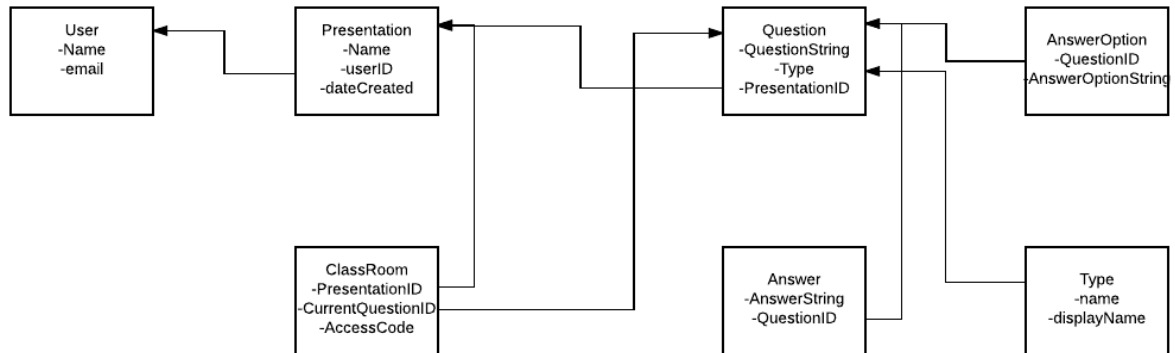 User
-Name
-email
Presentation
-Name
-userID
-dateCreated
Question
-QuestionString
-Type
-PresentationID
AnswerOption
-QuestionID
-AnswerOptionString
ClassRoom
-PresentationID
-CurrentQuestionID
-AccessCode
Answer
-AnswerString
-QuestionID
Type
-name
-displayName